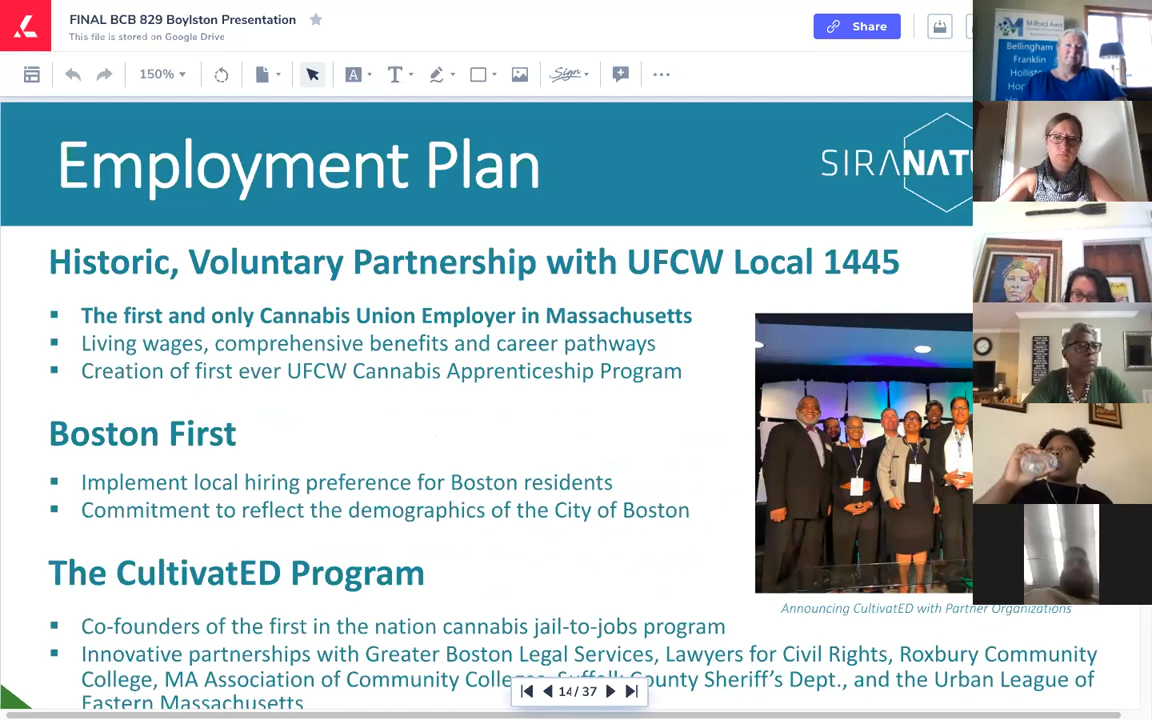 FINAL BCB 829 Boylston Presentation
This file is stored on Google Drive
Share
150%
Sign
Employment Plan
SIRANATU
Historic, Voluntary Partnership with UFCW Local 1445
▪ The first and only Cannabis Union Employer in Massachusetts
▪ Living wages, comprehensive benefits and career pathways
▪ Creation of first ever UFCW Cannabis Apprenticeship Program
Boston First
▪ Implement local hiring preference for Boston residents
▪ Commitment to reflect the demographics of the City of Boston
The CultivatED Program
Announcing CultivatED with Partner Organizations
▪ Co-founders of the first in the nation cannabis jail-to-jobs program
▪ Innovative partnerships with Greater Boston Legal Services, Lawyers for Civil Rights, Roxbury Community
College, MA Association of Community Colleges, Suffolk County Sheriff's Dept., and the Urban League of
Eastern Massachusetts
14 / 37
Milford Area
Bellingham
Franklin
Hollist
Hop